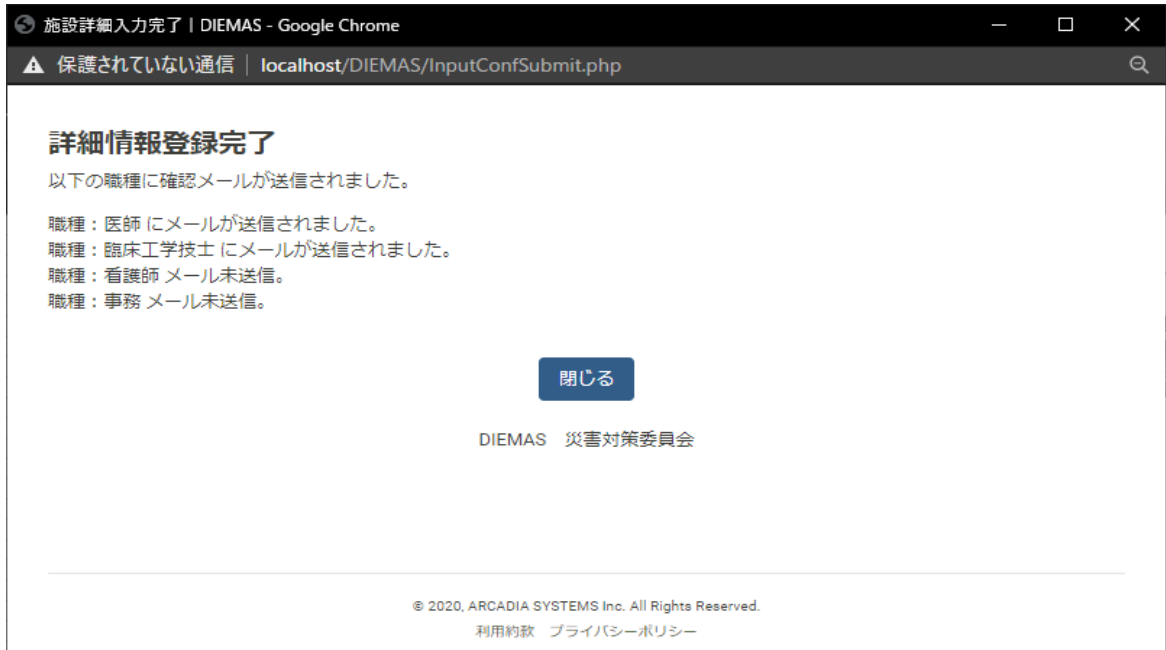 施設詳細入力完了 | DIEMAS - Google Chrome
保護されていない通信 | localhost/DIEMAS/InputConfSubmit.php
詳細情報登録完了
以下の職種に確認メールが送信されました。
職種：医師 にメールが送信されました。
職種：臨床工学技士 にメールが送信されました。
職種：看護師 メール未送信。
職種：事務 メール未送信。
閉じる
DIEMAS　災害対策委員会
© 2020, ARCADIA SYSTEMS Inc. All Rights Reserved.
利用約款　プライバシーポリシー